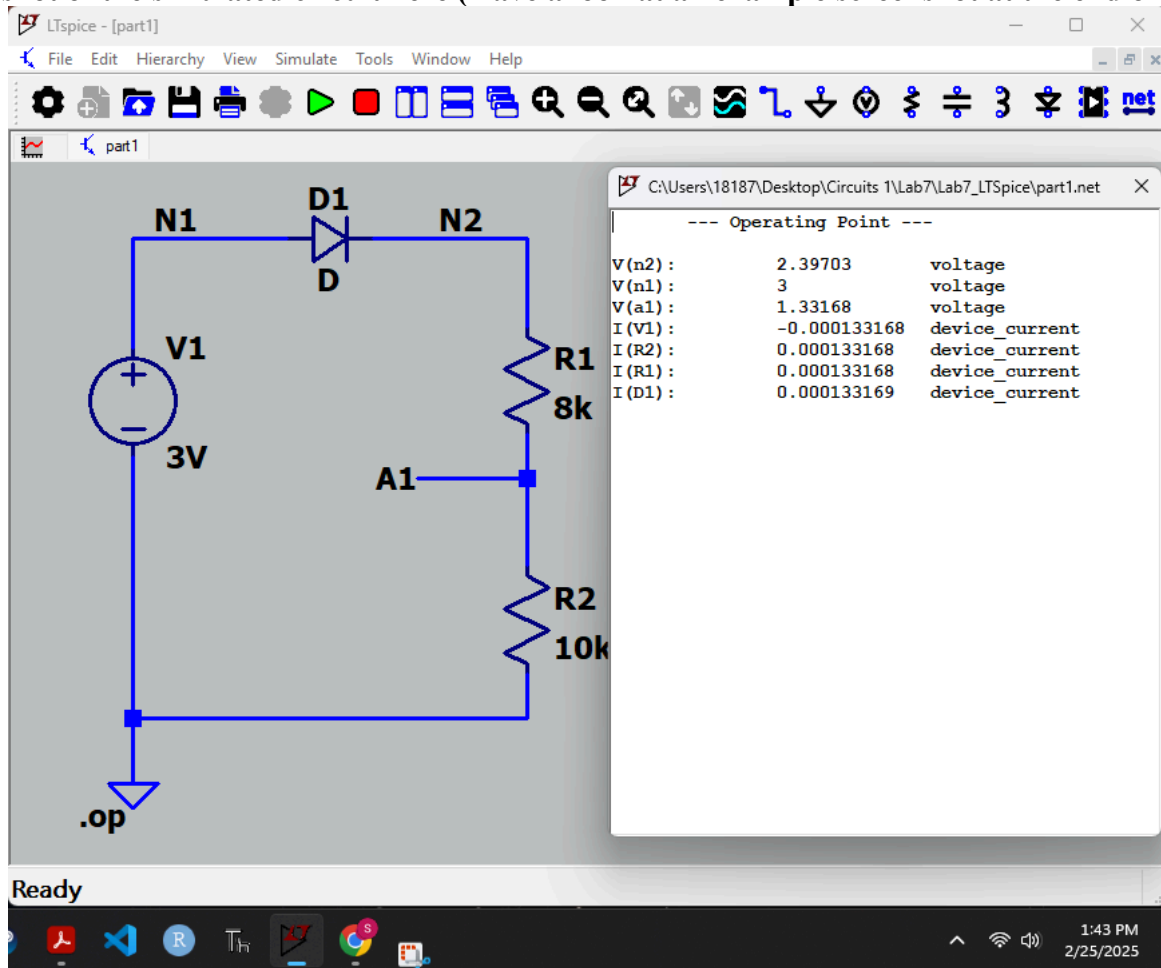 LTspice - [part1]
File Edit Hierarchy View Simulate Tools Window Help
net
part1
N1
D1
N2
D
V1
3V
R1
8k
A1
R2
10k
.op
C:\Users\18187\Desktop\Circuits 1\Lab7\Lab7_LTSpice\part1.net
--- Operating Point ---
V(n2): 2.39703 voltage
V(n1): 3 voltage
V(a1): 1.33168 voltage
I(V1): -0.000133168 device_current
I(R2): 0.000133168 device_current
I(R1): 0.000133168 device_current
I(D1): 0.000133169 device_current
Ready
1:43 PM
2/25/2025